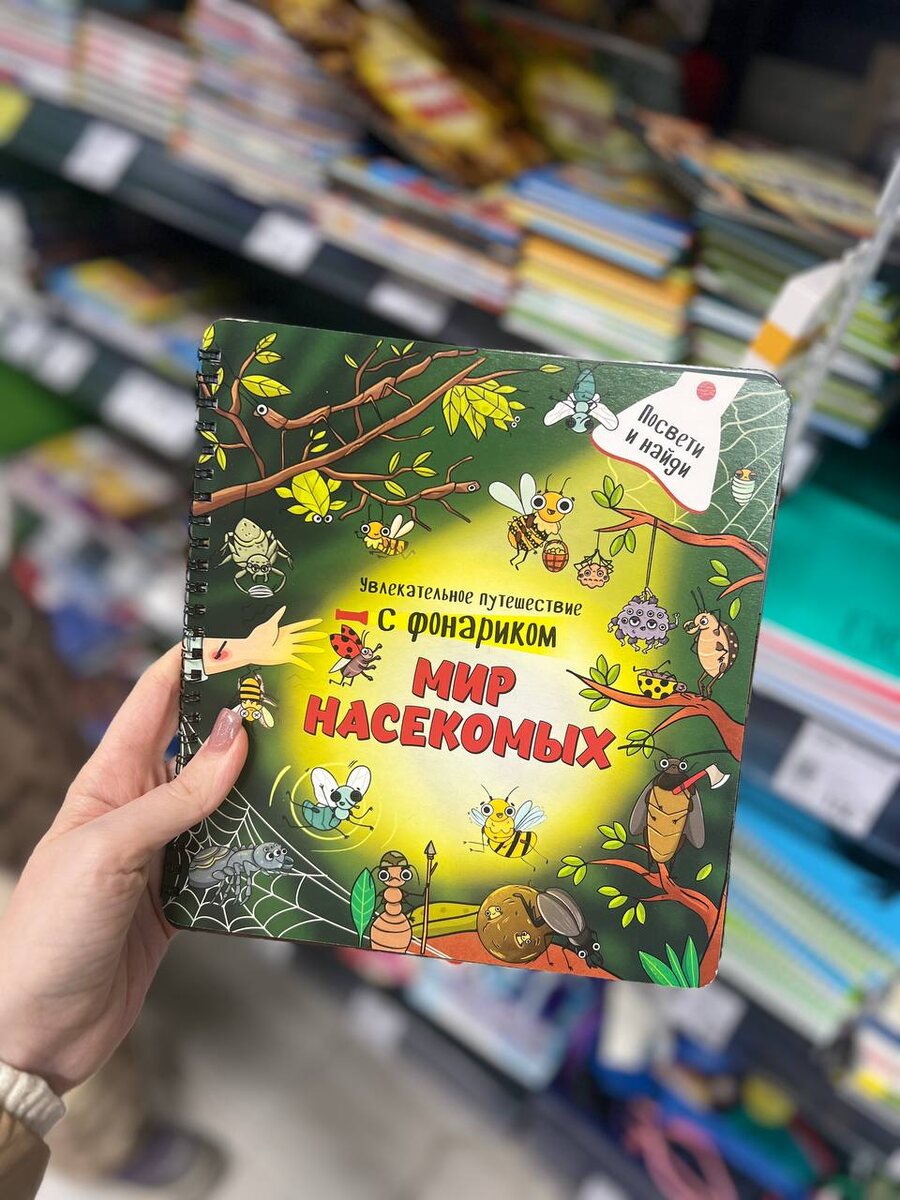 Посвети
и найди
Увлекательное путешествие
с фонариком
МИР
НАСЕКОМЫХ